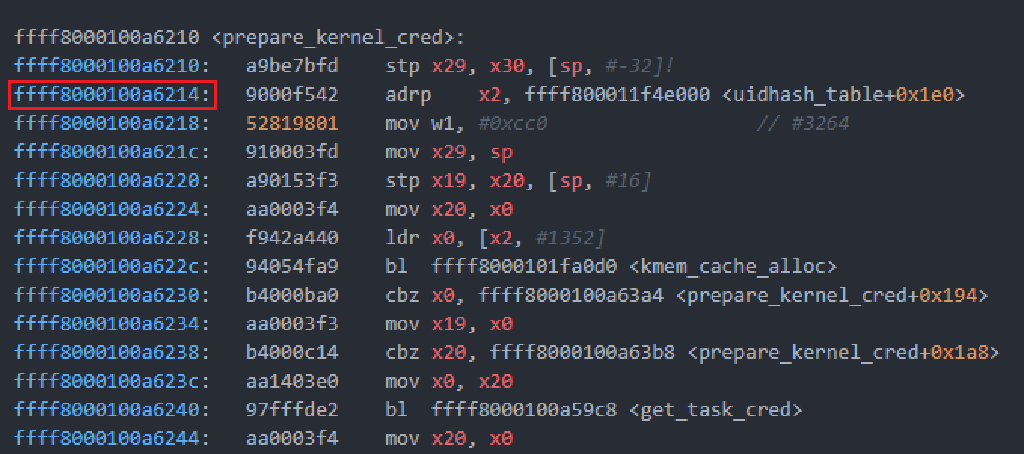 ffff8000100a6210 <prepare_kernel_cred>:
ffff8000100a6210: a9be7bfd stp x29, x30, [sp, #-32]!
ffff8000100a6214: 9000f542 adrp x2, ffff800011f4e000 <uidhash_table+0x1e0>
ffff8000100a6218: 52819801 mov w1, #0xcc0 // #3264
ffff8000100a621c: 910003fd mov x29, sp
ffff8000100a6220: a90153f3 stp x19, x20, [sp, #16]
ffff8000100a6224: aa0003f4 mov x20, x0
ffff8000100a6228: f942a440 ldr x0, [x2, #1352]
ffff8000100a622c: 94054fa9 bl ffff8000101fa0d0 <kmem_cache_alloc>
ffff8000100a6230: b4000ba0 cbz x0, ffff8000100a63a4 <prepare_kernel_cred+0x194>
ffff8000100a6234: aa0003f3 mov x19, x0
ffff8000100a6238: b4000c14 cbz x20, ffff8000100a63b8 <prepare_kernel_cred+0x1a8>
ffff8000100a623c: aa1403e0 mov x0, x20
ffff8000100a6240: 97fffde2 bl ffff8000100a59c8 <get_task_cred>
ffff8000100a6244: aa0003f4 mov x20, x0